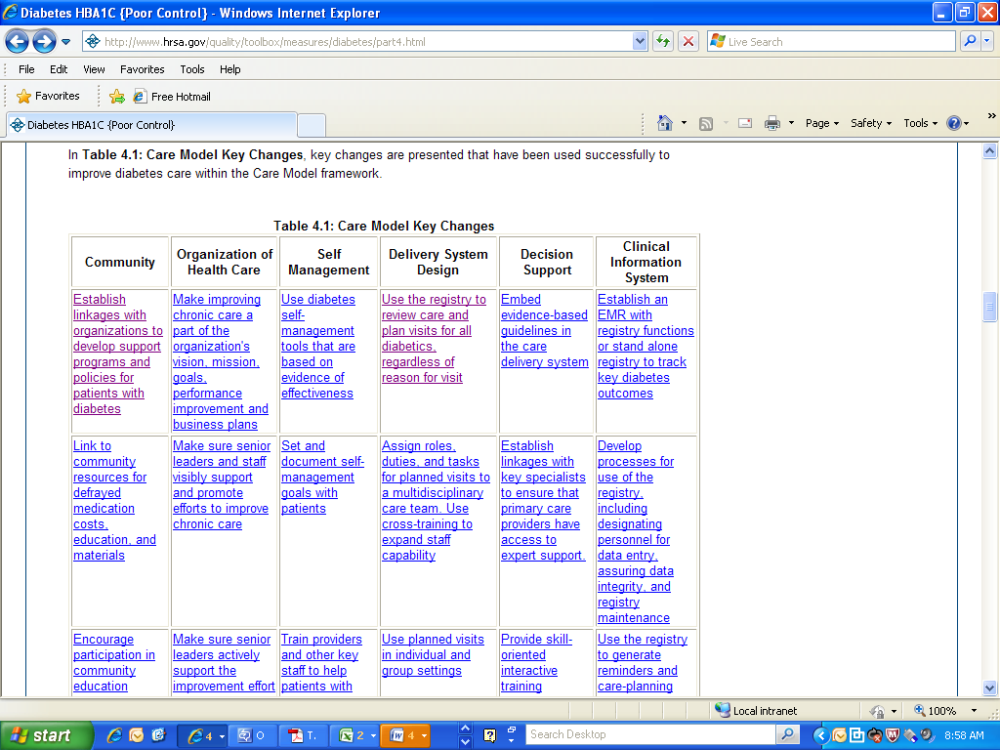 Diabetes HBA1C {Poor Control} - Windows Internet Explorer
http://www.hrsa.gov/quality/toolbox/measures/diabetes/part4.html
Live Search
File Edit View Favorites Tools Help
Favorites Free Hotmail
Diabetes HBA1C {Poor Control}
Page Safety Tools
In Table 4.1: Care Model Key Changes, key changes are presented that have been used successfully to
improve diabetes care within the Care Model framework.
Table 4.1: Care Model Key Changes
Community
Organization of
Health Care
Self
Management
Delivery System
Design
Decision
Support
Clinical
Information
System
Establish
linkages with
organizations to
develop support
programs and
policies for
patients with
diabetes
Make improving
chronic care a
part of the
organization's
vision, mission,
goals,
performance
improvement and
business plans
Use diabetes
self-
management
tools that are
based on
evidence of
effectiveness
Use the registry to
review care and
plan visits for all
diabetics,
regardless of
reason for visit
Embed
evidence-based
guidelines in
the care
delivery system
Establish an
EMR with
registry functions
or stand alone
registry to track
key diabetes
outcomes
Link to
community
resources for
defrayed
medication
costs,
education, and
materials
Make sure senior
leaders and staff
visibly support
and promote
efforts to improve
chronic care
Set and
document self-
management
goals with
patients
Assign roles,
duties, and tasks
for planned visits to
a multidisciplinary
care team. Use
cross-training to
expand staff
capability
Establish
linkages with
key specialists
to ensure that
primary care
providers have
access to
expert support.
Develop
processes for
use of the
registry,
including
designating
personnel for
data entry,
assuring data
integrity, and
registry
maintenance
Encourage
participation in
community
education
Make sure senior
leaders actively
support the
improvement effort
Train providers
and other key
staff to help
patients with
Use planned visits
in individual and
group settings
Provide skill-
oriented
interactive
training
Use the registry
to generate
reminders and
care-planning
Local intranet 100%
start 4 O T. 2 4 Search Desktop 8:58 AM